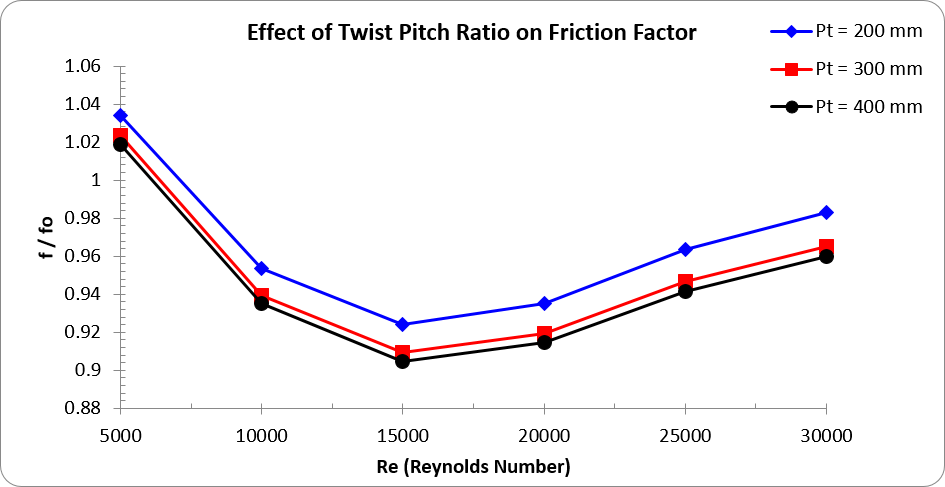 Effect of Twist Pitch Ratio on Friction Factor
Pt = 200 mm
Pt = 300 mm
Pt = 400 mm
f / fo
1.06
1.04
1.02
1
0.98
0.96
0.94
0.92
0.9
0.88
5000 10000 15000 20000 25000 30000
Re (Reynolds Number)